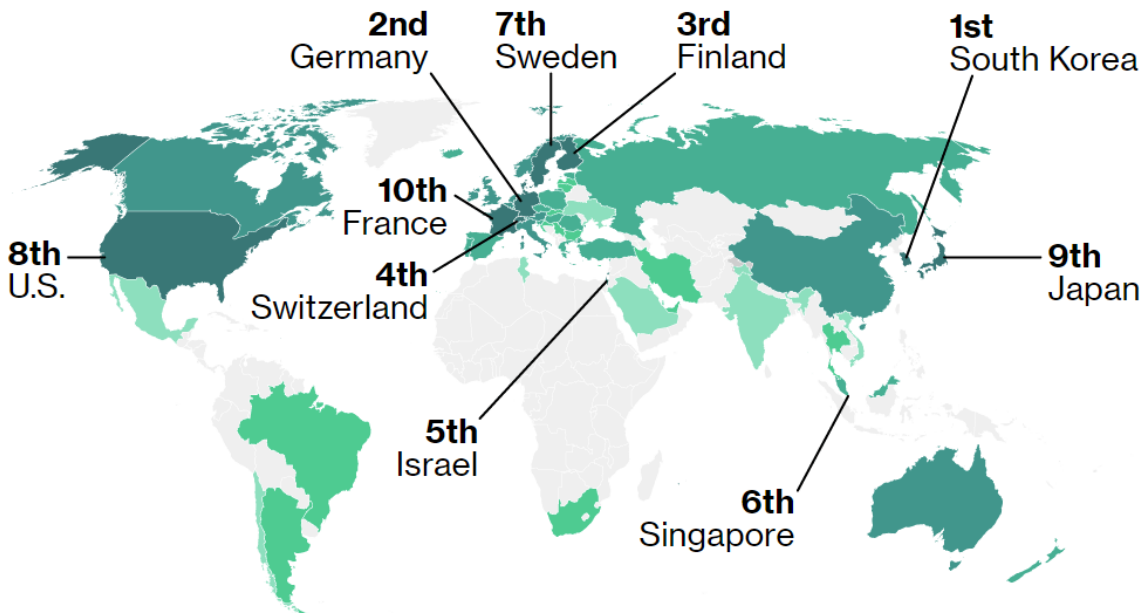 2nd
Germany
7th
Sweden
3rd
Finland
1st
South Korea
10th
France
8th
U.S.
4th
Switzerland
9th
Japan
5th
Israel
6th
Singapore